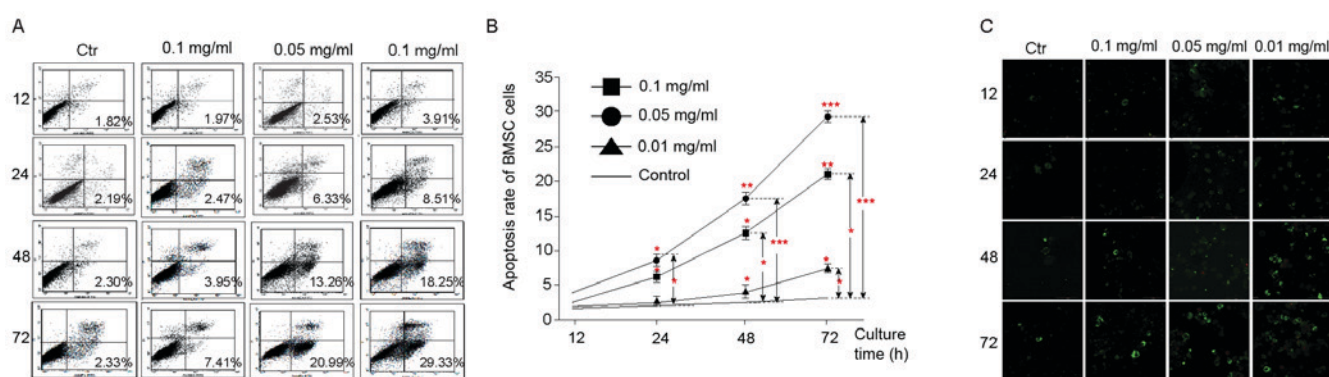 A
Ctr 0.1 mg/ml 0.05 mg/ml 0.1 mg/ml
12 1.82% 1.97% 2.53% 3.91%
24 2.19% 2.47% 6.33% 8.51%
48 2.30% 3.95% 13.26% 18.25%
72 2.33% 7.41% 20.99% 29.33%
B
Apoptosis rate of BMSC cells
35
30
25
20
15
10
5
0
0.1 mg/ml
0.05 mg/ml
0.01 mg/ml
Control
***
**
**
*
*
*
*
*
*
*
***
*
*
***
12 24 48 72 Culture
time (h)
C
Ctr 0.1 mg/ml 0.05 mg/ml 0.01 mg/ml
12
24
48
72